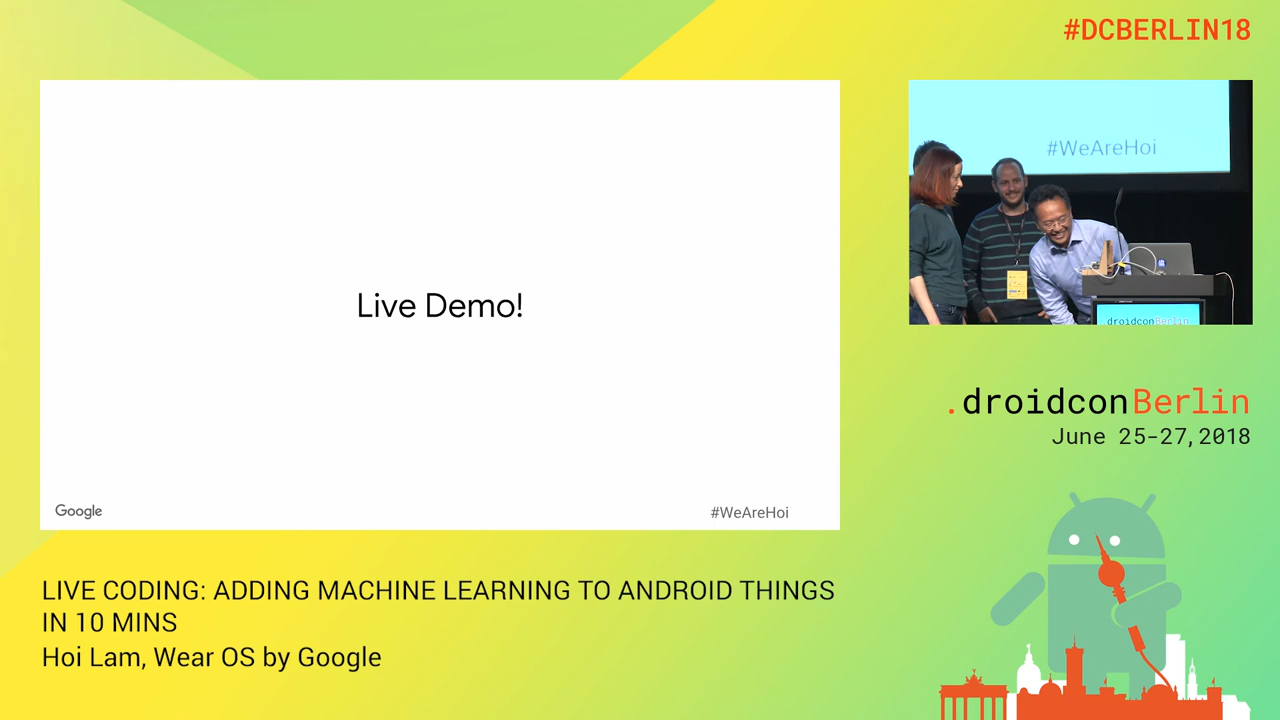 #DCBERLIN18
#WeAreHoi
Live Demo!
Google
#WeAreHoi
droidconBerlin
.droidconBerlin
June 25-27, 2018
LIVE CODING: ADDING MACHINE LEARNING TO ANDROID THINGS
IN 10 MINS
Hoi Lam, Wear OS by Google